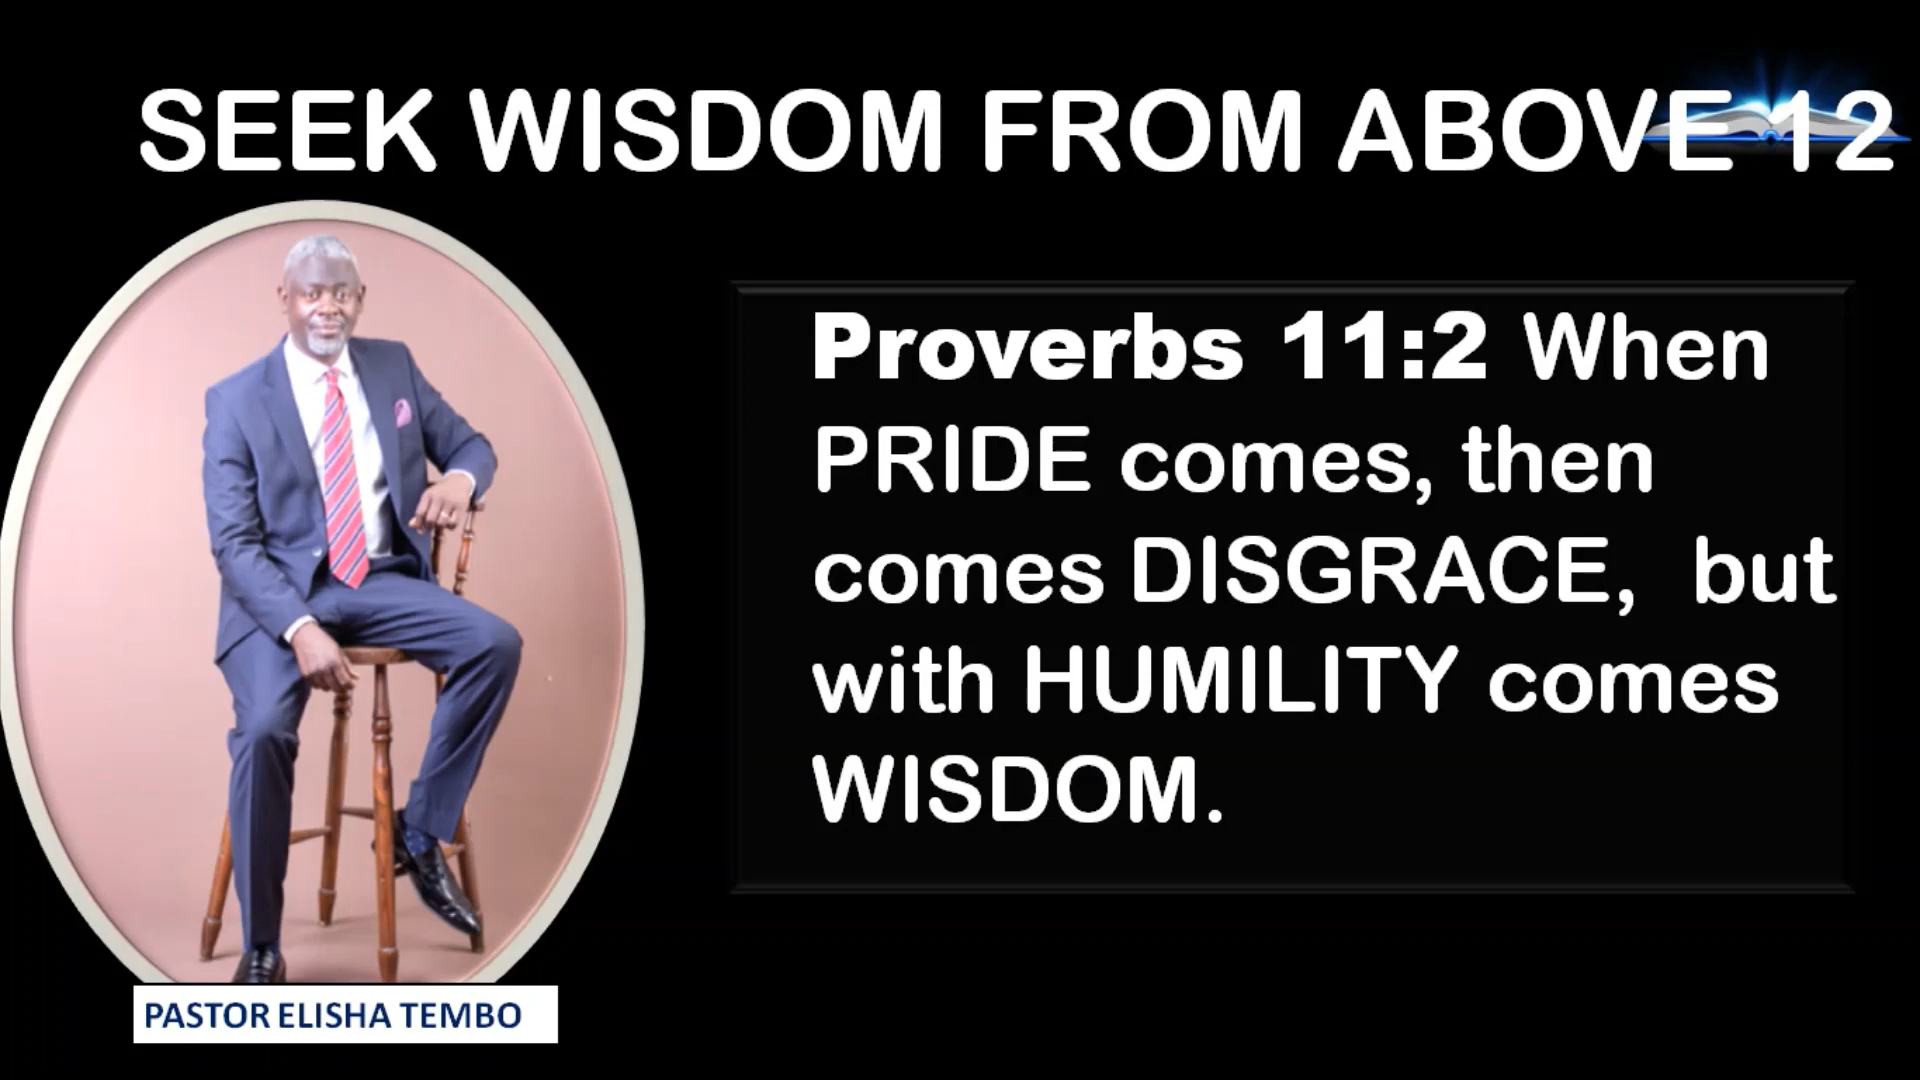 SEEK WISDOM FROM ABOVE 12
Proverbs 11:2 When
PRIDE comes, then
comes DISGRACE, but
with HUMILITY comes
WISDOM.
PASTOR ELISHA TEMBO